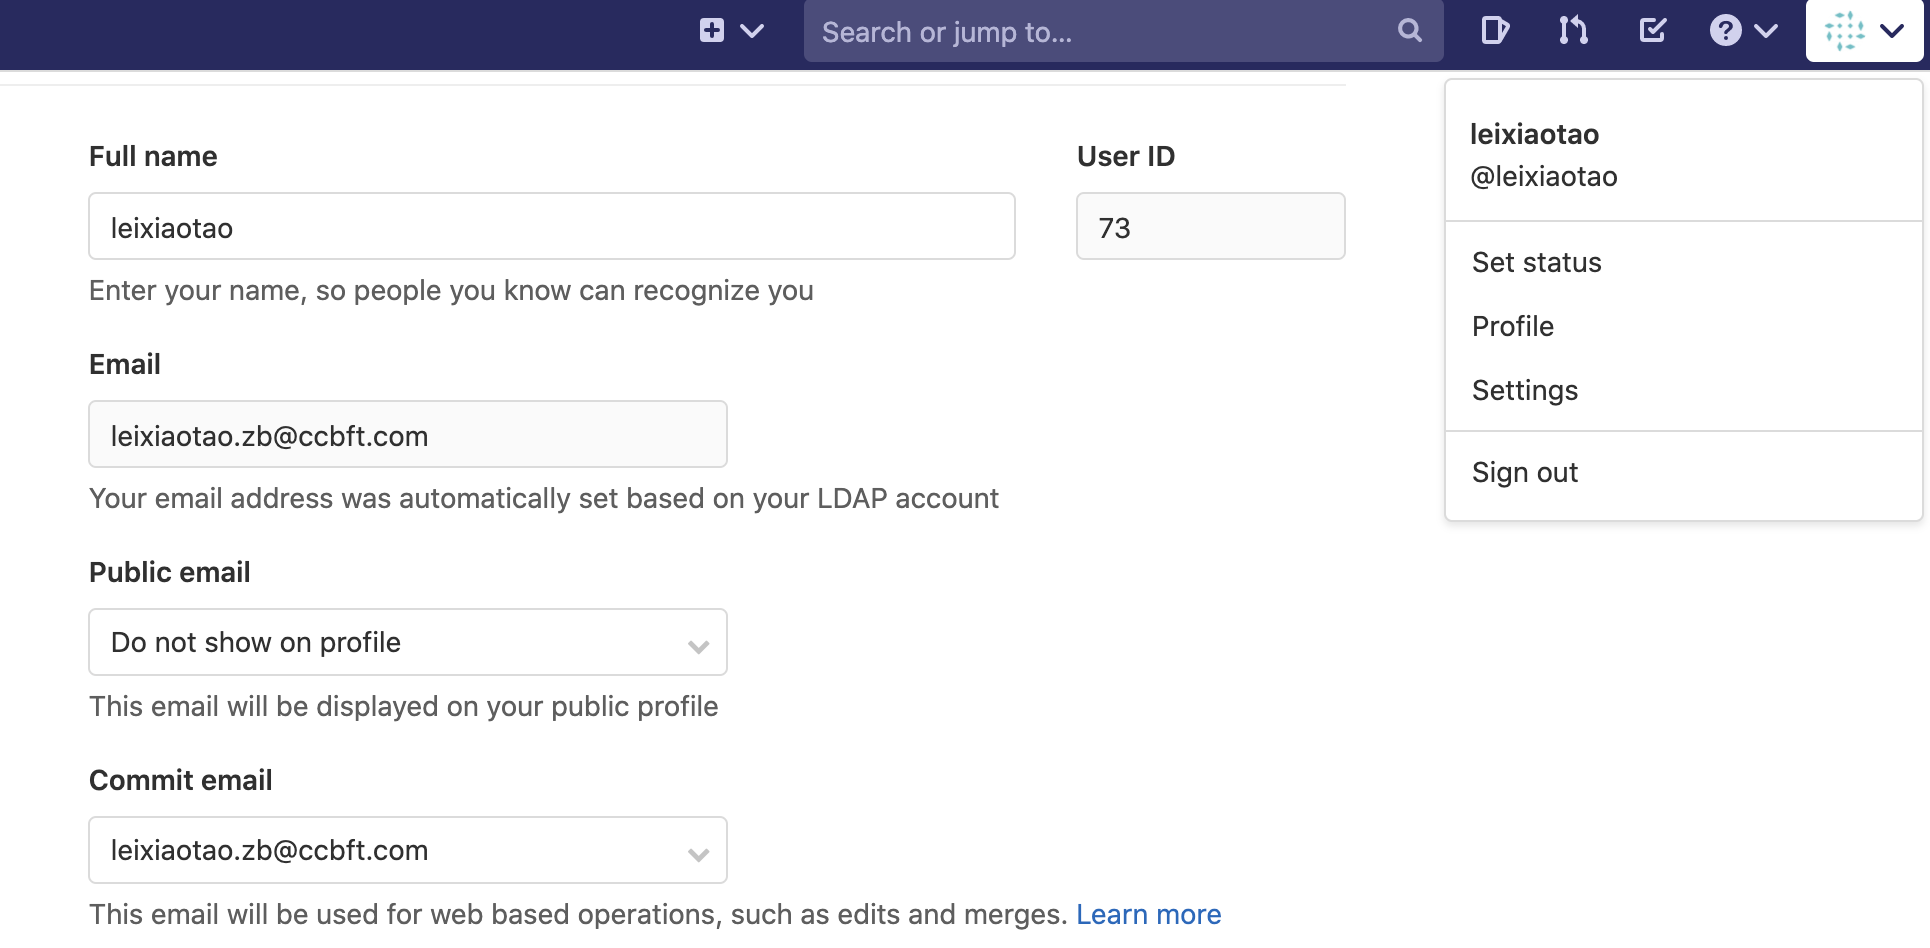 Search or jump to...
leixiaotao
@leixiaotao
Set status
Profile
Settings
Sign out
Full name
User ID
leixiaotao
73
Enter your name, so people you know can recognize you
Email
leixiaotao.zb@ccbft.com
Your email address was automatically set based on your LDAP account
Public email
Do not show on profile
This email will be displayed on your public profile
Commit email
leixiaotao.zb@ccbft.com
This email will be used for web based operations, such as edits and merges. Learn more